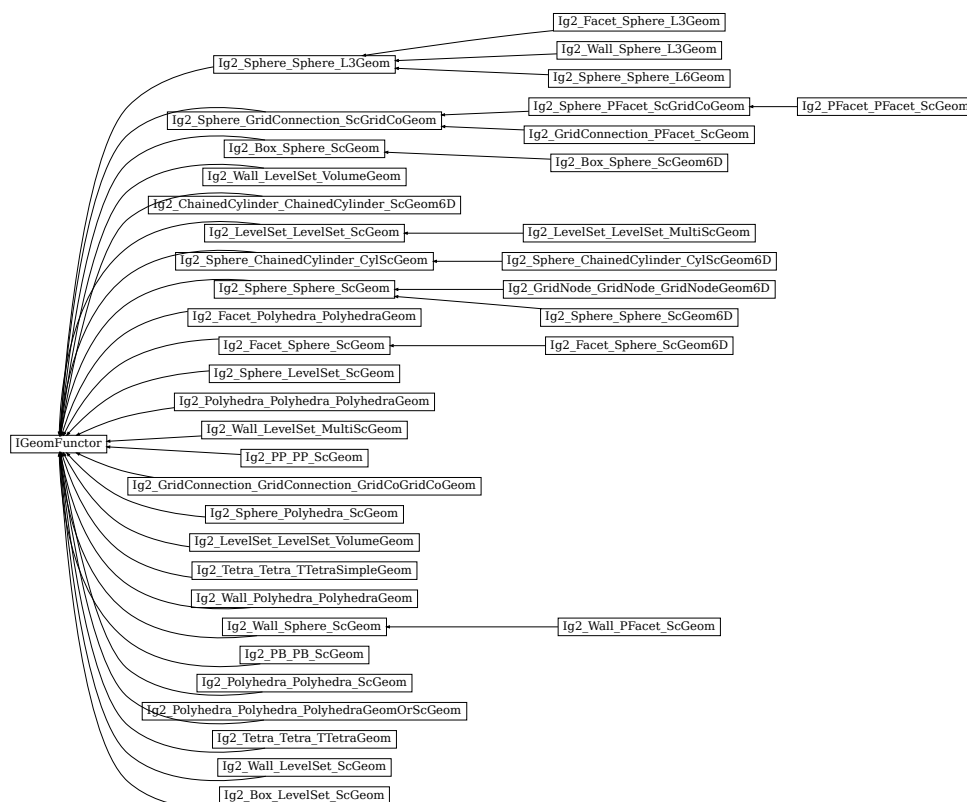 Ig2_Facet_Sphere_L3Geom
Ig2_Wall_Sphere_L3Geom
Ig2_Sphere_Sphere_L3Geom
Ig2_Sphere_Sphere_L6Geom
Ig2_Sphere_PFacet_ScGridCoGeom
Ig2_PFacet_PFacet_ScGeom
Ig2_Sphere_GridConnection_ScGridCoGeom
Ig2_GridConnection_PFacet_ScGeom
Ig2_Box_Sphere_ScGeom
Ig2_Box_Sphere_ScGeom6D
Ig2_Wall_LevelSet_VolumeGeom
Ig2_ChainedCylinder_ChainedCylinder_ScGeom6D
Ig2_LevelSet_LevelSet_ScGeom
Ig2_LevelSet_LevelSet_MultiScGeom
Ig2_Sphere_ChainedCylinder_CylScGeom
Ig2_Sphere_ChainedCylinder_CylScGeom6D
Ig2_Sphere_Sphere_ScGeom
Ig2_GridNode_GridNode_GridNodeGeom6D
Ig2_Facet_Polyhedra_PolyhedraGeom
Ig2_Sphere_Sphere_ScGeom6D
Ig2_Facet_Sphere_ScGeom
Ig2_Facet_Sphere_ScGeom6D
Ig2_Sphere_LevelSet_ScGeom
Ig2_Polyhedra_Polyhedra_PolyhedraGeom
Ig2_Wall_LevelSet_MultiScGeom
IGeomFunctor
Ig2_PP_PP_ScGeom
Ig2_GridConnection_GridConnection_GridCoGridCoGeom
Ig2_Sphere_Polyhedra_ScGeom
Ig2_LevelSet_LevelSet_VolumeGeom
Ig2_Tetra_Tetra_TTetraSimpleGeom
Ig2_Wall_Polyhedra_PolyhedraGeom
Ig2_Wall_Sphere_ScGeom
Ig2_Wall_PFacet_ScGeom
Ig2_PB_PB_ScGeom
Ig2_Polyhedra_Polyhedra_ScGeom
Ig2_Polyhedra_Polyhedra_PolyhedraGeomOrScGeom
Ig2_Tetra_Tetra_TTetraGeom
Ig2_Wall_LevelSet_ScGeom
Ig2_Box_LevelSet_ScGeom